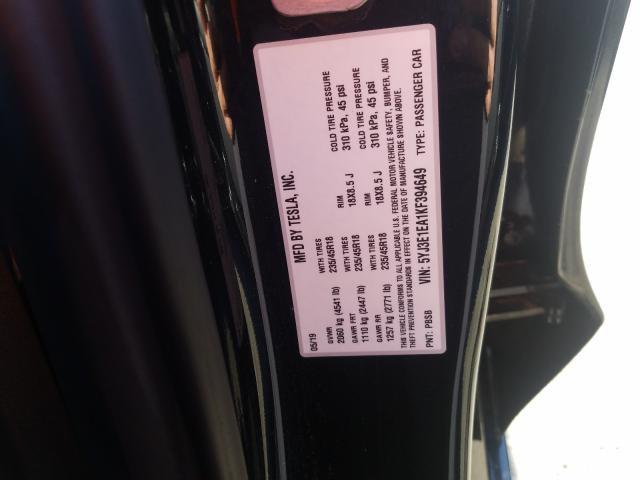 MFD BY TESLA, INC.
05/19
GVWR WITH TIRES RIM COLD TIRE PRESSURE
2060 kg (4541 lb) 235/45R18 18X8.5 J 310 kPa, 45 psi
GAWR FRT WITH TIRES RIM COLD TIRE PRESSURE
1110 kg (2447 lb) 235/45R18 18X8.5 J 310 kPa, 45 psi
GAWR RR WITH TIRES
1257 kg (2771 lb) 235/45R18
THIS VEHICLE CONFORMS TO ALL APPLICABLE U.S. FEDERAL MOTOR VEHICLE SAFETY, BUMPER, AND
THEFT PREVENTION STANDARDS IN EFFECT ON THE DATE OF MANUFACTURE SHOWN ABOVE.
VIN: 5YJ3E1EA1KF394649 TYPE: PASSENGER CAR
PNT: PBSB